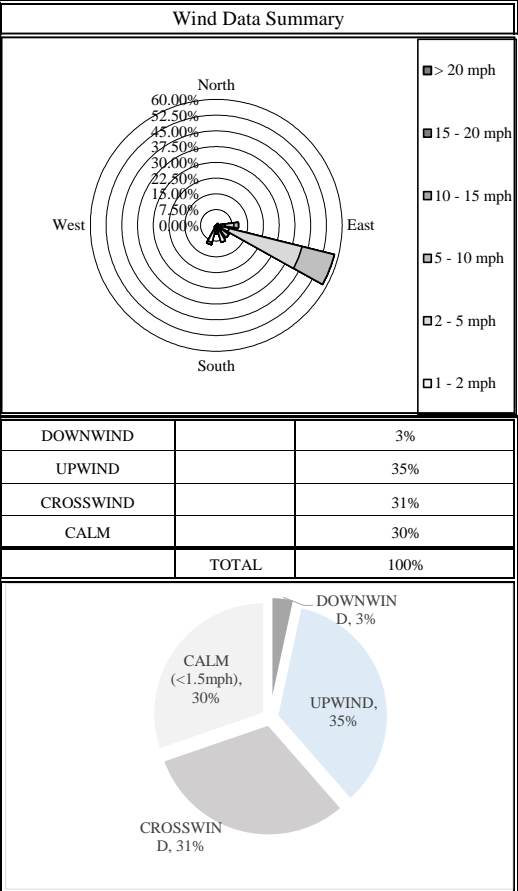 Wind Data Summary
North
60.00%
52.50%
45.00%
37.50%
30.00%
22.50%
15.00%
7.50%
0.00%
West
East
South
> 20 mph
15 - 20 mph
10 - 15 mph
5 - 10 mph
2 - 5 mph
1 - 2 mph
DOWNWIND 3%
UPWIND 35%
CROSSWIND 31%
CALM 30%
TOTAL 100%
DOWNWIN
D, 3%
UPWIND,
35%
CROSSWIN
D, 31%
CALM
(<1.5mph),
30%